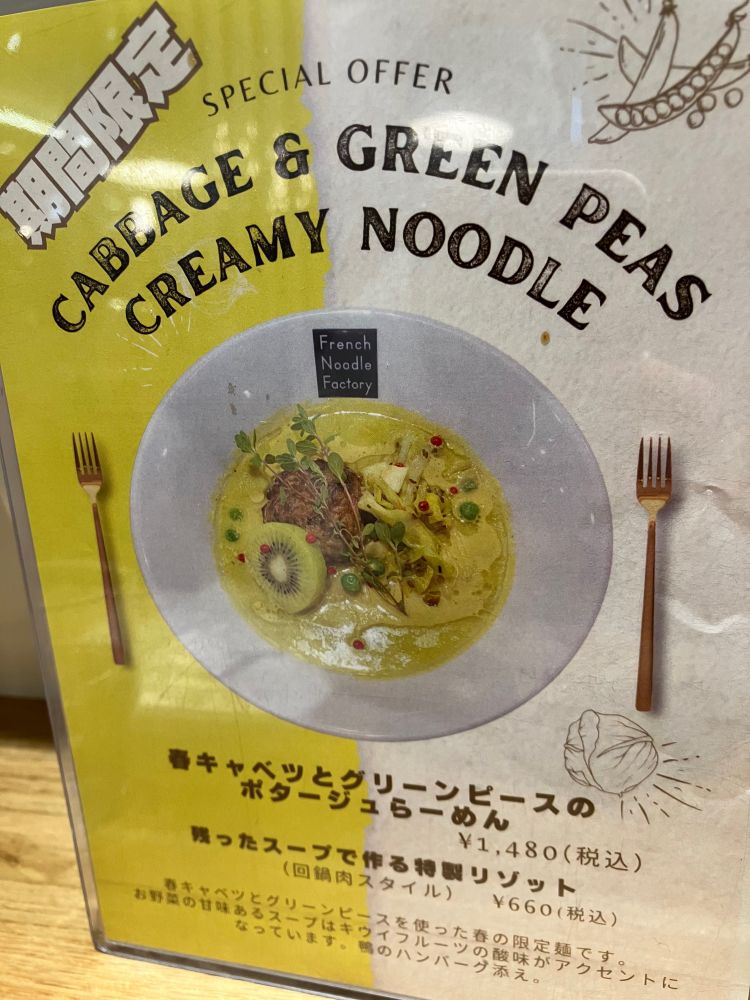 期間限定
SPECIAL OFFER
CABBAGE & GREEN PEAS
CREAMY NOODLE
French
Noodle
Factory
春キャベツとグリーンピースの
ポタージュらーめん
¥1,480(税込)
残ったスープで作る特製リゾット
(回鍋肉スタイル)
¥660(税込)
春キャベツとグリーンピースを使った春の限定麺です。
お野菜の甘味あるスープはキウイフルーツの酸味がアクセントに
なっています。鴨のハンバーグ添え。